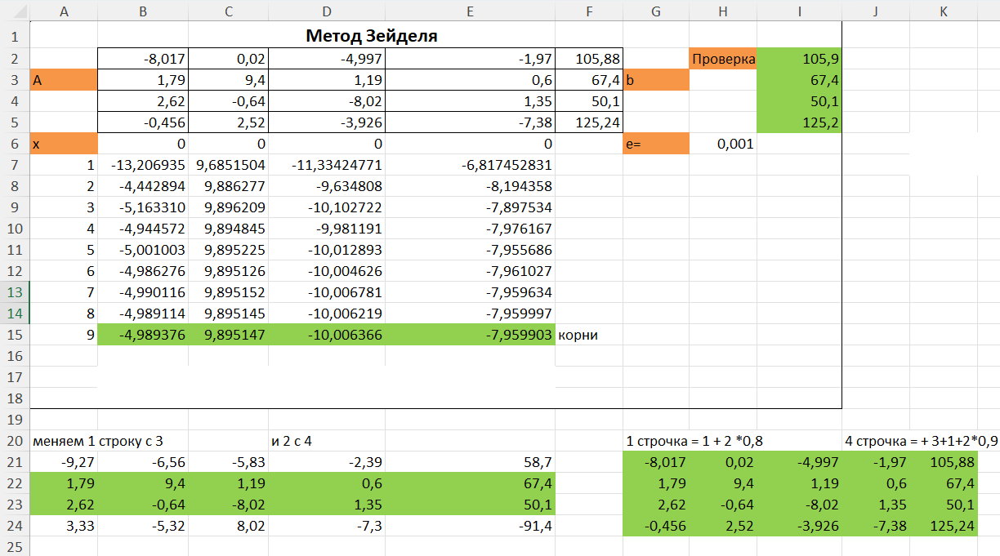 A B C D E F G H I J K
1 Метод Зейделя
2 -8,017 0,02 -4,997 -1,97 105,88 Проверка 105,9
3 A 1,79 9,4 1,19 0,6 67,4 b 67,4
4 2,62 -0,64 -8,02 1,35 50,1 50,1
5 -0,456 2,52 -3,926 -7,38 125,24 125,2
6 x 0 0 0 0 e= 0,001
7 1 -13,206935 9,6851504 -11,33424771 -6,817452831
8 2 -4,442894 9,886277 -9,634808 -8,194358
9 3 -5,163310 9,896209 -10,102722 -7,897534
10 4 -4,944572 9,894845 -9,981191 -7,976167
11 5 -5,001003 9,895225 -10,012893 -7,955686
12 6 -4,986276 9,895126 -10,004626 -7,961027
13 7 -4,990116 9,895152 -10,006781 -7,959634
14 8 -4,989114 9,895145 -10,006219 -7,959997
15 9 -4,989376 9,895147 -10,006366 -7,959903 корни
16
17
18
19
20 меняем 1 строку с 3 и 2 с 4 1 строчка = 1 + 2 *0,8 4 строчка = + 3+1+2*0,9
21 -9,27 -6,56 -5,83 -2,39 58,7 -8,017 0,02 -4,997 -1,97 105,88
22 1,79 9,4 1,19 0,6 67,4 1,79 9,4 1,19 0,6 67,4
23 2,62 -0,64 -8,02 1,35 50,1 2,62 -0,64 -8,02 1,35 50,1
24 3,33 -5,32 8,02 -7,3 -91,4 -0,456 2,52 -3,926 -7,38 125,24
25